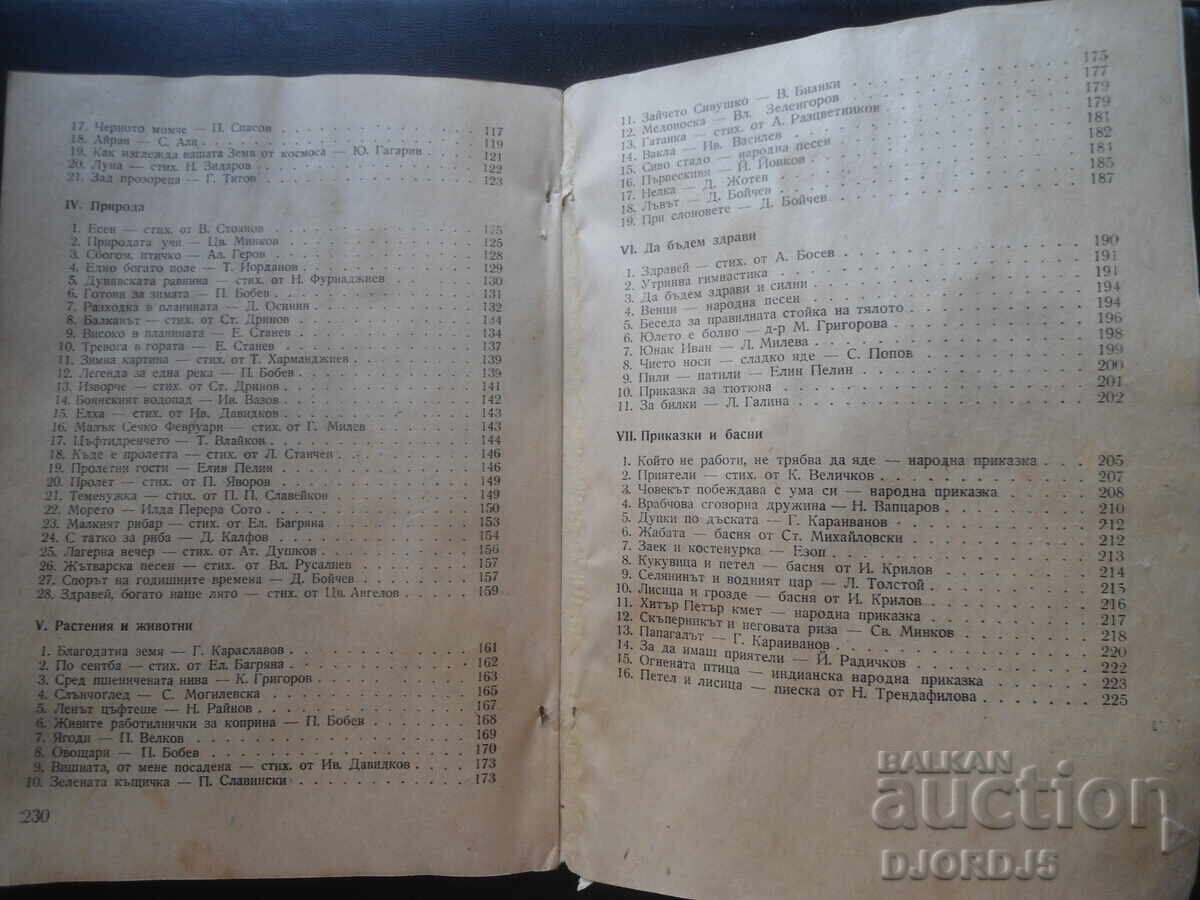 17. Черното момче — П. Спасов 117
18. Айран — С. Али 119
19. Как изглежда вашата Земя от космоса — Ю. Гагарин 121
20. Луна — стих. Н. Зидаров 122
21. Зад прозореца — Г. Титов 123
IV. Природа
1. Есен — стих. от В. Стоянов 125
2. Природата учи — Цв. Минков 125
3. Сбогом, птичко — Ал. Геров 128
4. Едно богато поле — Т. Йорданов 129
5. Дунавската равнина — стих. от Н. Фурнаджиев 130
6. Готови за зимата — П. Бобев 131
7. Разходка в планината — Д. Осинин 132
8. Балканът — стих. от Ст. Дринов 134
9. Високо в планината — Е. Станев 134
10. Тревога в гората — Е. Станев 137
11. Зимна картина — стих. от Т. Харманджиев 139
12. Легенда за една река — П. Бобев 139
13. Изворче — стих. от Ст. Дринов 141
14. Боянският водопад — Ив. Вазов 142
15. Елха — стих. от Ив. Давидков 143
16. Малък Сечко Февруари — стих. от Г. Милев 143
17. Цъфтидренчето — Т. Влайков 144
18. Къде е пролетта — стих. от Л. Станчев 146
19. Пролетни гости — Елин Пелин 146
20. Пролет — стих. от П. Яворов 149
21. Теменужка — стих. от П. П. Славейков 149
22. Морето — Илда Перера Сото 150
23. Малкият рибар — стих. от Ел. Багряна 153
24. С татко за риба — Д. Калфов 154
25. Лагерна вечер — стих. от Ат. Душков 156
26. Жътварска песен — стих. от Вл. Русалиев 157
27. Спорът на годишните времена — Д. Бойчев 157
28. Здравей, богато наше лято — стих. от Цв. Ангелов 159
V. Растения и животни
1. Благодатна земя — Г. Караславов 161
2. По сеитба — стих. от Ел. Багряна 162
3. Сред пшеничената нива — К. Григоров 163
4. Слънчоглед — С. Могилевска 165
5. Ленът цъфтеше — Н. Райнов 167
6. Живите работилнички за коприна — П. Бобев 168
7. Ягоди — П. Велков 169
8. Овощари — П. Бобев 170
9. Вишната, от мене посадена — стих. от Ив. Давидков 173
10. Зелената къщичка — П. Славински 173
230
11. Зайчето Сивушко — В. Бианки 175
12. Медоноска — Вл. Зеленгоров 177
13. Гатанка — стих. от А. Разцветников 179
14. Вакла — Ив. Василев 179
15. Сиво стадо — народна песен 181
16. Първескиня — Й. Йовков 182
17. Нелка — Д. Жотев 184
18. Лъвът — Д. Бойчев 185
19. При слоновете — Д. Бойчев 187
VI. Да бъдем здрави
1. Здравей — стих. от А. Босев 190
2. Утринна гимнастика 191
3. Да бъдем здрави и силни 191
4. Венци — народна песен 194
5. Беседа за правилната стойка на тялото 194
6. Юлето е болно — д-р М. Григорова 196
7. Юнак Иван — Л. Милева 198
8. Чието носи — сладко яде — С. Попов 199
9. Пили — патили — Елин Пелин 200
10. Приказка за тютюна 201
11. За билки — Л. Галина 202
VII. Приказки и басни
1. Който не работи, не трябва да яде — народна приказка 205
2. Приятели — стих. от К. Величков 207
3. Човекът побеждава с ума си — народна приказка 208
4. Врабчова сговорна дружина — Н. Вапцаров 210
5. Дупки по дъската — Г. Караиванов 212
6. Жабата — басня от Ст. Михайловски 212
7. Заек и костенурка — Езоп 213
8. Кукувица и петел — басня от И. Крилов 214
9. Селянинът и водният цар — Л. Толстой 215
10. Лисица и грозде — басня от И. Крилов 216
11. Хитър Петър кмет — народна приказка 217
12. Скъперникът и неговата риза — Св. Минков 218
13. Папагалът — Г. Караиванов 220
14. За да имаш приятели — Й. Радичков 222
15. Огнената птица — индианска народна приказка 223
16. Петел и лисица — пиеска от Н. Трендафилова 225
BALKAN
auction
DJORDJ5